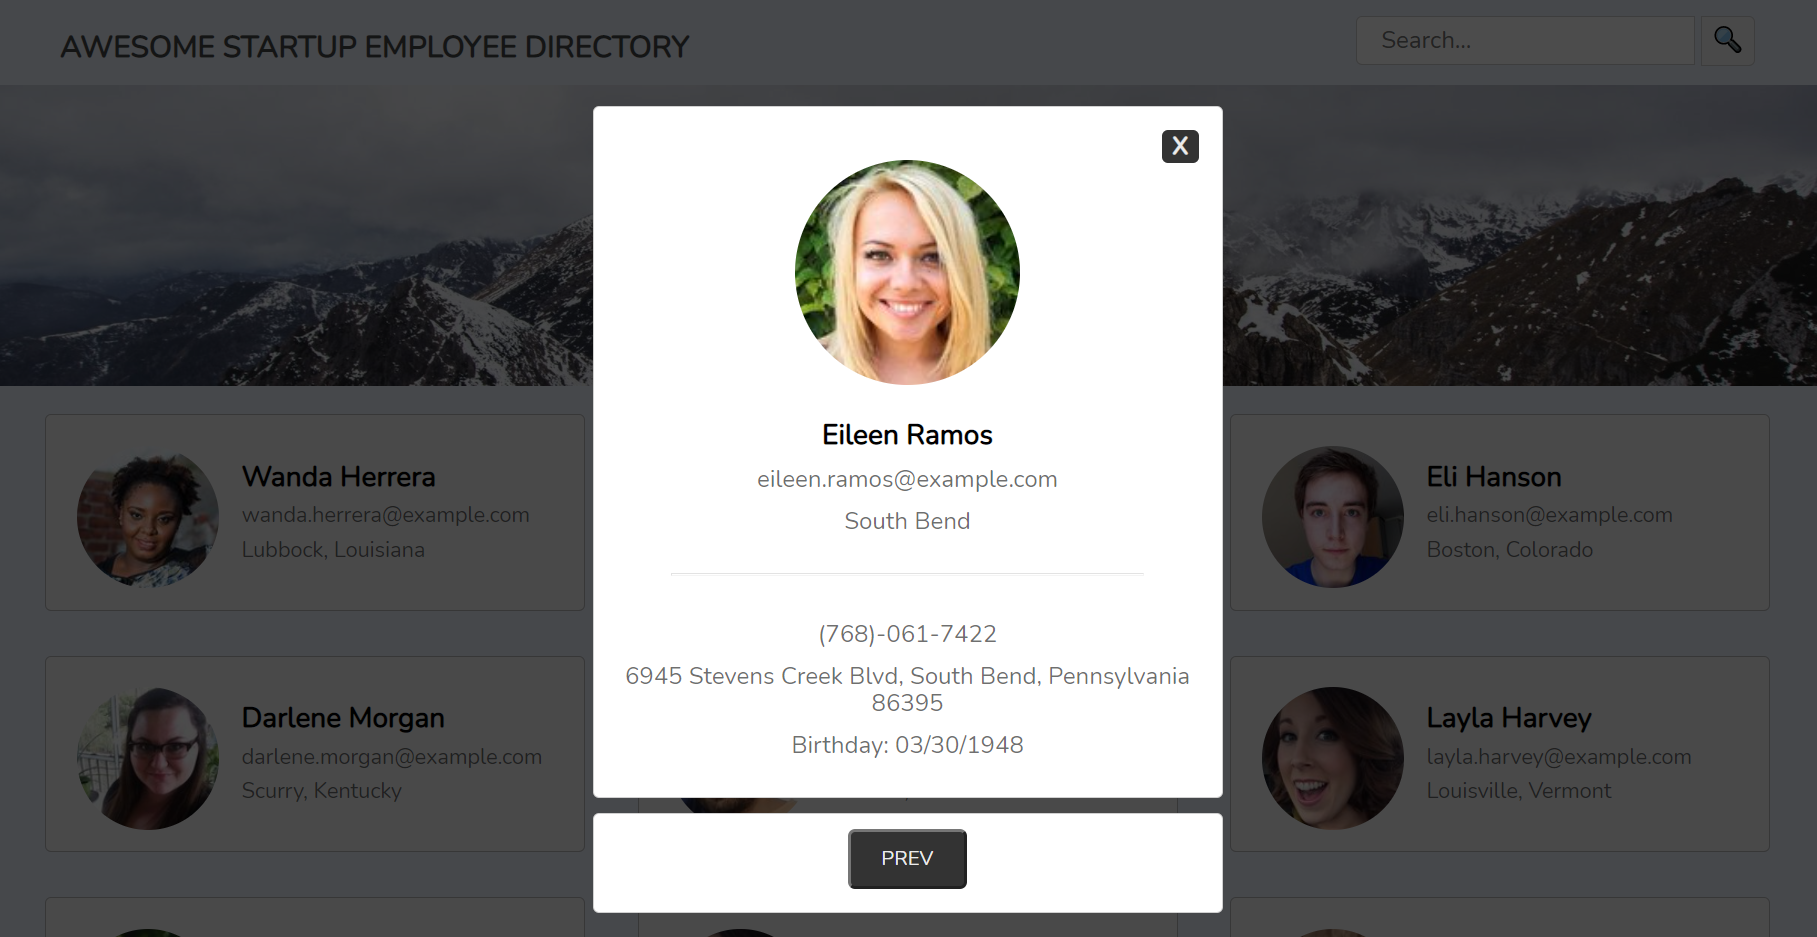 AWESOME STARTUP EMPLOYEE DIRECTORY
Search...
X
Eileen Ramos
eileen.ramos@example.com
South Bend
(768)-061-7422
6945 Stevens Creek Blvd, South Bend, Pennsylvania
86395
Birthday: 03/30/1948
PREV
Wanda Herrera
wanda.herrera@example.com
Lubbock, Louisiana
Eli Hanson
eli.hanson@example.com
Boston, Colorado
Darlene Morgan
darlene.morgan@example.com
Scurry, Kentucky
Layla Harvey
layla.harvey@example.com
Louisville, Vermont